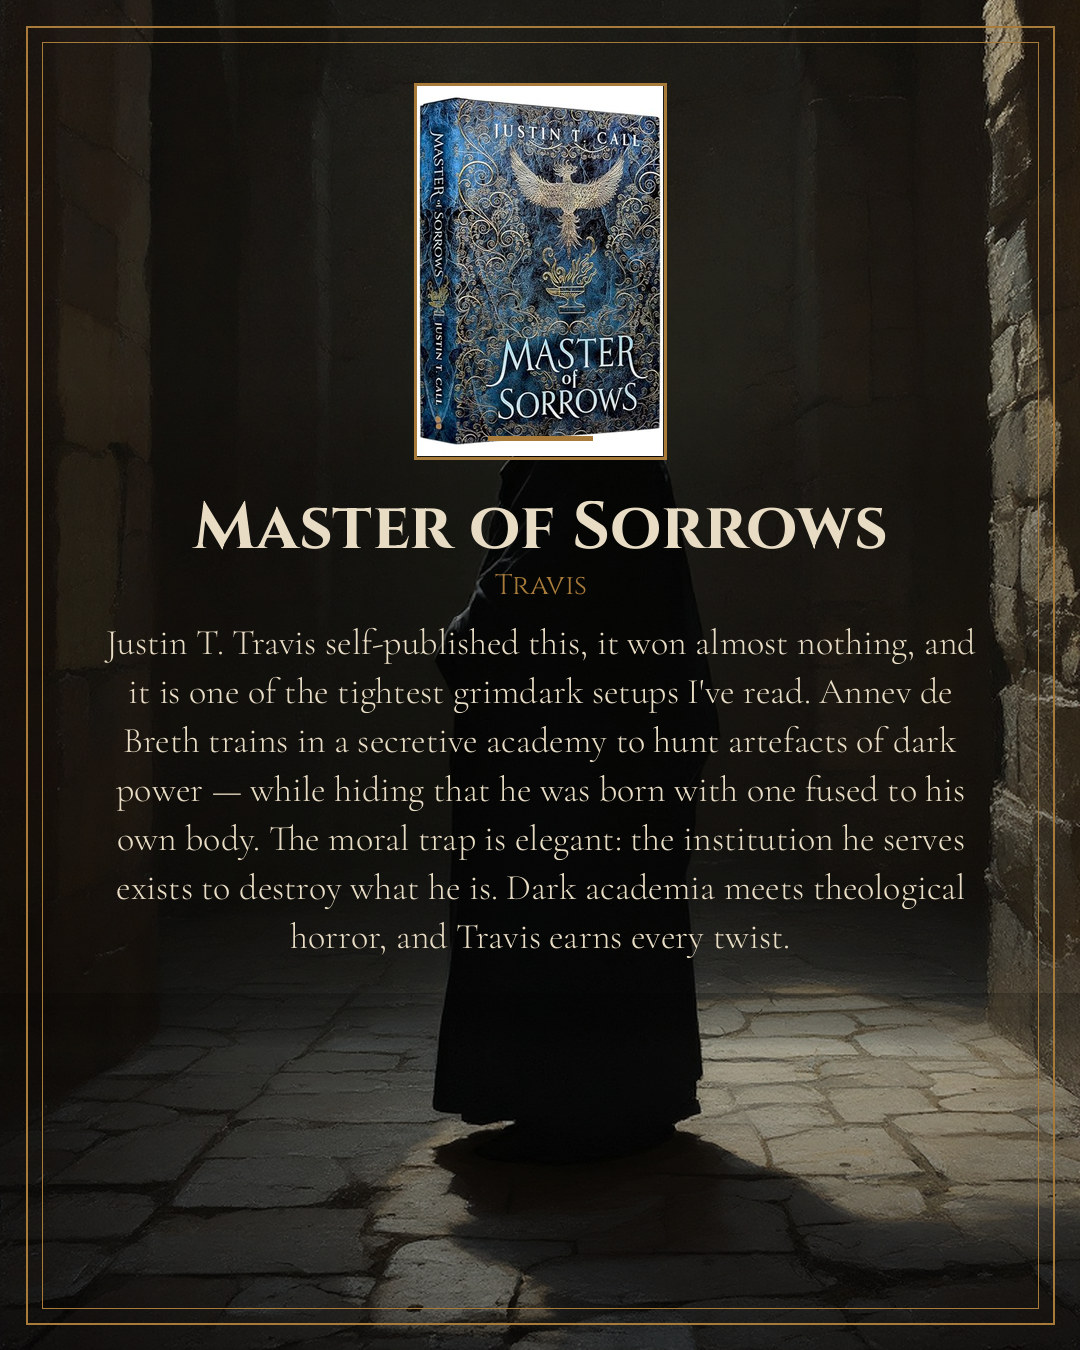 JUSTIN T. CALL
MASTER
of
SORROWS
MASTER of SORROWS JUSTIN T. CALL
Master of Sorrows
Travis
Justin T. Travis self-published this, it won almost nothing, and
it is one of the tightest grimdark setups I've read. Annev de
Breth trains in a secretive academy to hunt artefacts of dark
power — while hiding that he was born with one fused to his
own body. The moral trap is elegant: the institution he serves
exists to destroy what he is. Dark academia meets theological
horror, and Travis earns every twist.